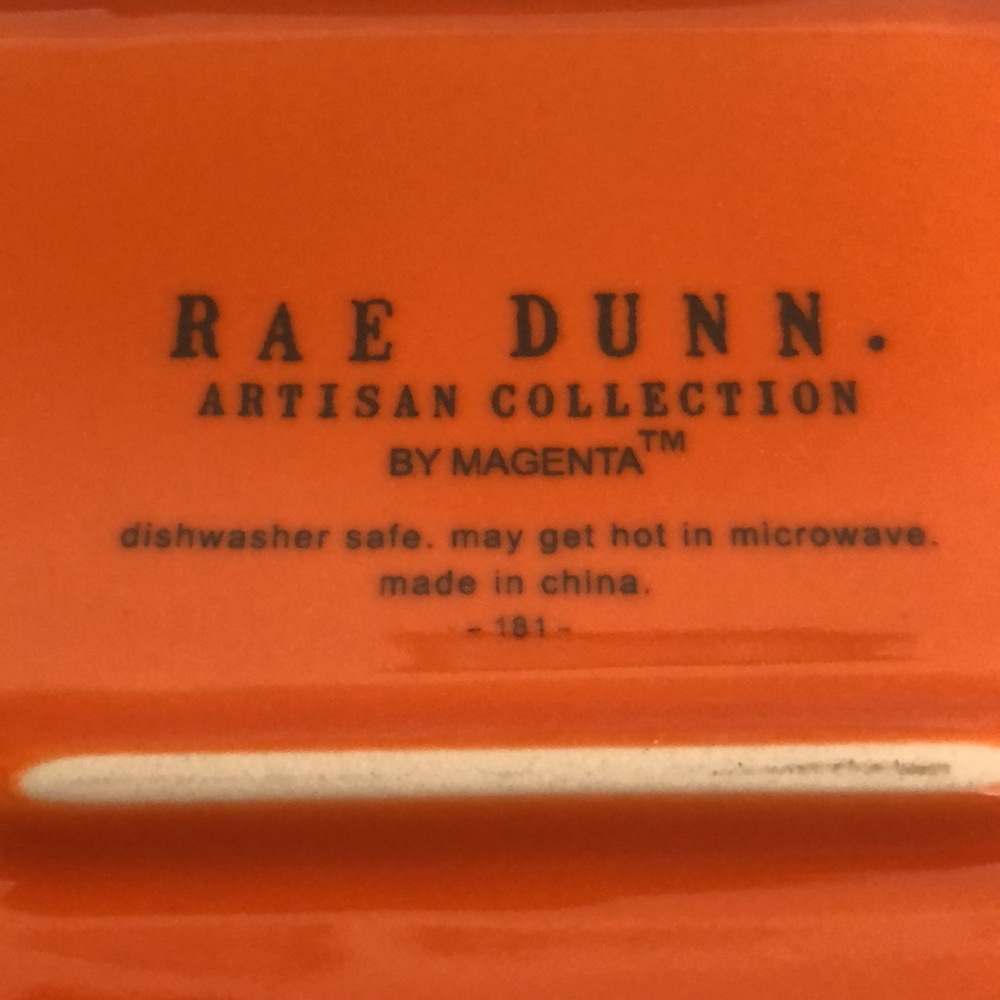 RAE DUNN.
ARTISAN COLLECTION
BY MAGENTA™
dishwasher safe. may get hot in microwave.
made in china.
- 181 -